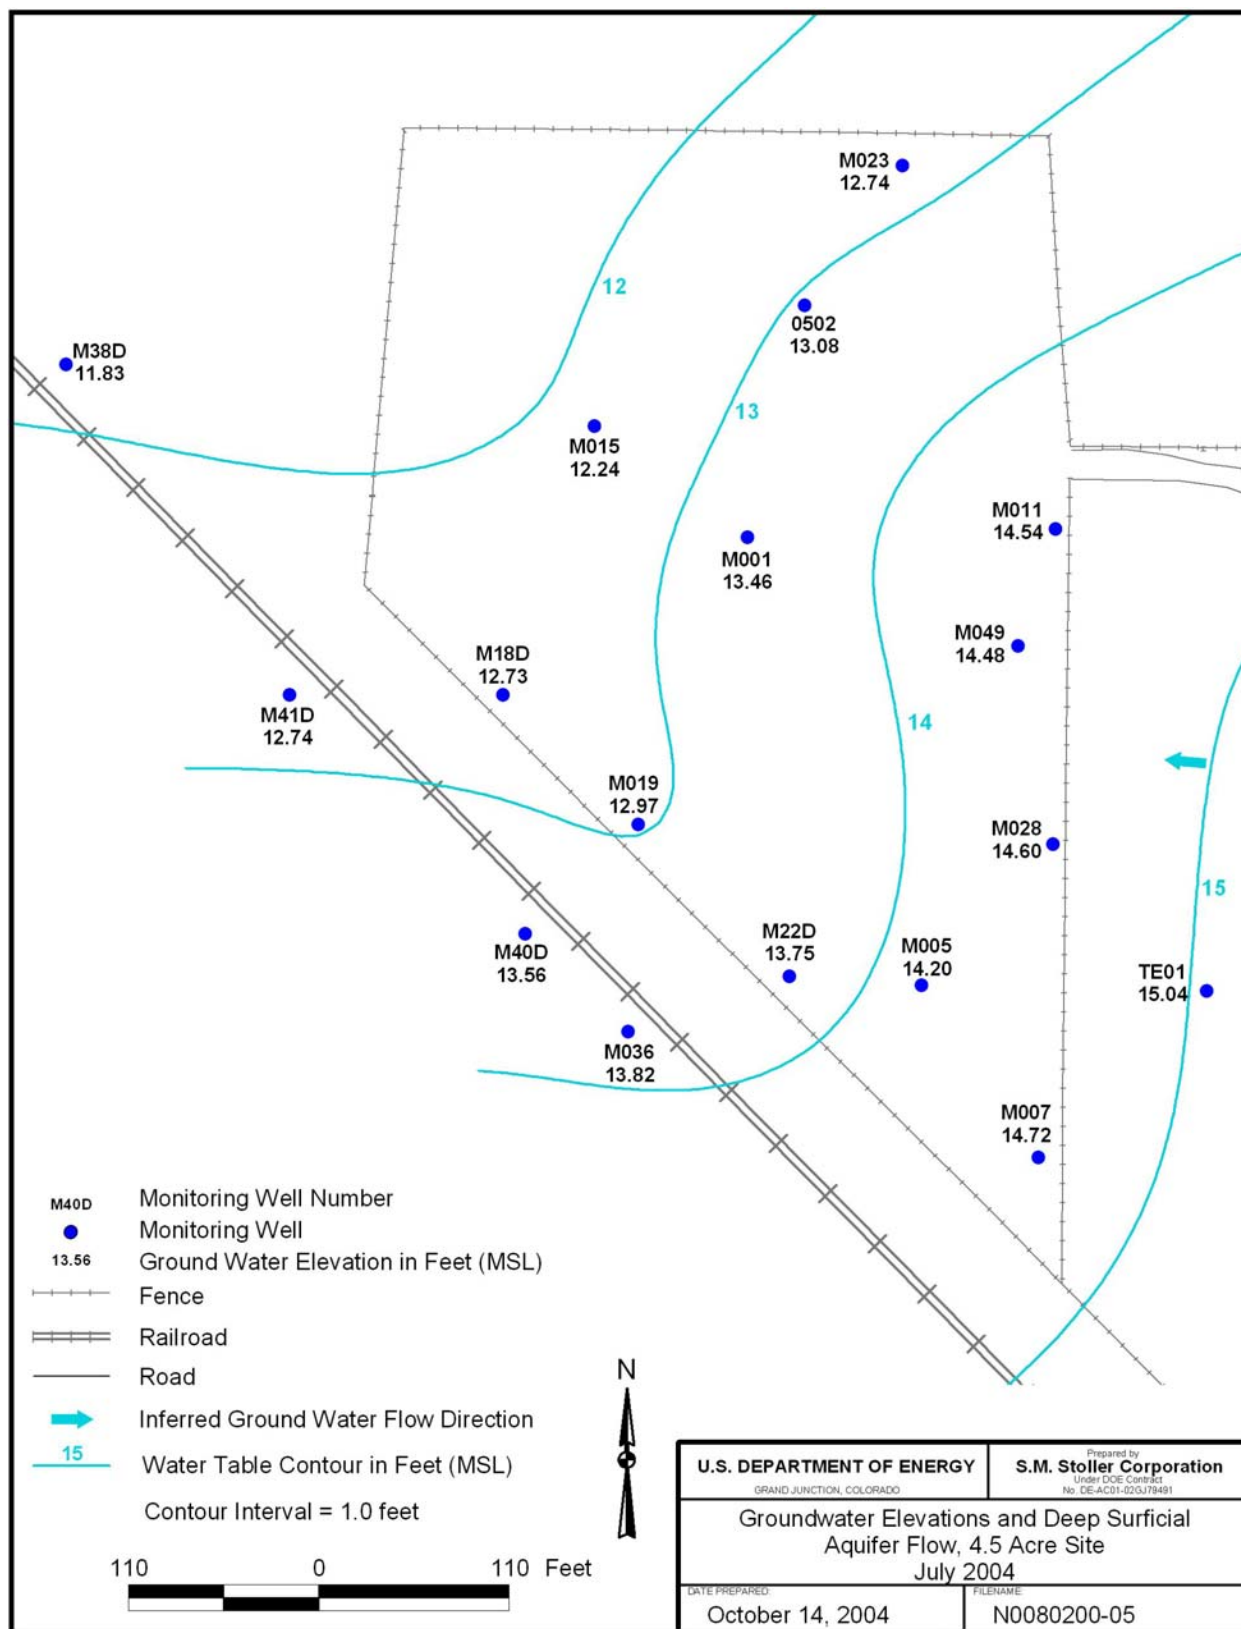 M023
12.74
12
0502
13.08
M38D
11.83
13
M015
12.24
M011
14.54
M001
13.46
M049
14.48
M18D
12.73
M41D
12.74
14
M019
12.97
M028
14.60
15
M22D
13.75
M005
14.20
M40D
13.56
TE01
15.04
M036
13.82
M007
14.72
M40D Monitoring Well Number
Monitoring Well
13.56 Ground Water Elevation in Feet (MSL)
Fence
Railroad
Road
Inferred Ground Water Flow Direction
15 Water Table Contour in Feet (MSL)
Contour Interval = 1.0 feet
N
110 0 110 Feet
U.S. DEPARTMENT OF ENERGY
GRAND JUNCTION, COLORADO
Prepared by
S.M. Stoller Corporation
Under DOE Contract
No. DE-AC01-02GJ79491
Groundwater Elevations and Deep Surficial
Aquifer Flow, 4.5 Acre Site
July 2004
DATE PREPARED:
October 14, 2004
FILENAME:
N0080200-05